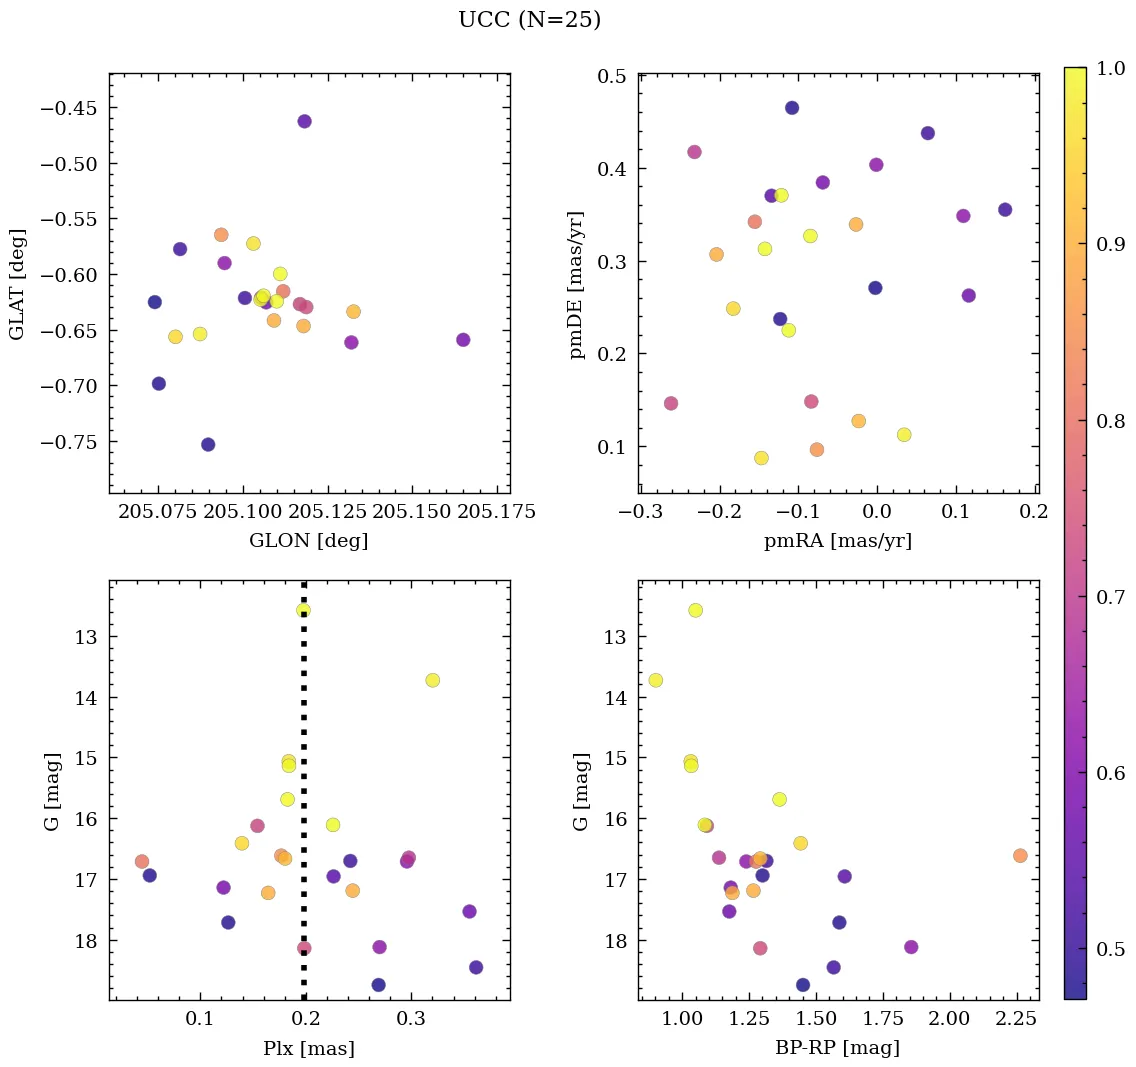 UCC (N=25)
−0.45
−0.50
−0.55
−0.60
−0.65
−0.70
−0.75
GLAT [deg]
205.075 205.100 205.125 205.150 205.175
GLON [deg]
0.5
0.4
0.3
0.2
0.1
pmDE [mas/yr]
−0.3 −0.2 −0.1 0.0 0.1 0.2
pmRA [mas/yr]
13
14
15
16
17
18
G [mag]
0.1 0.2 0.3
Plx [mas]
13
14
15
16
17
18
G [mag]
1.00 1.25 1.50 1.75 2.00 2.25
BP-RP [mag]
1.0
0.9
0.8
0.7
0.6
0.5